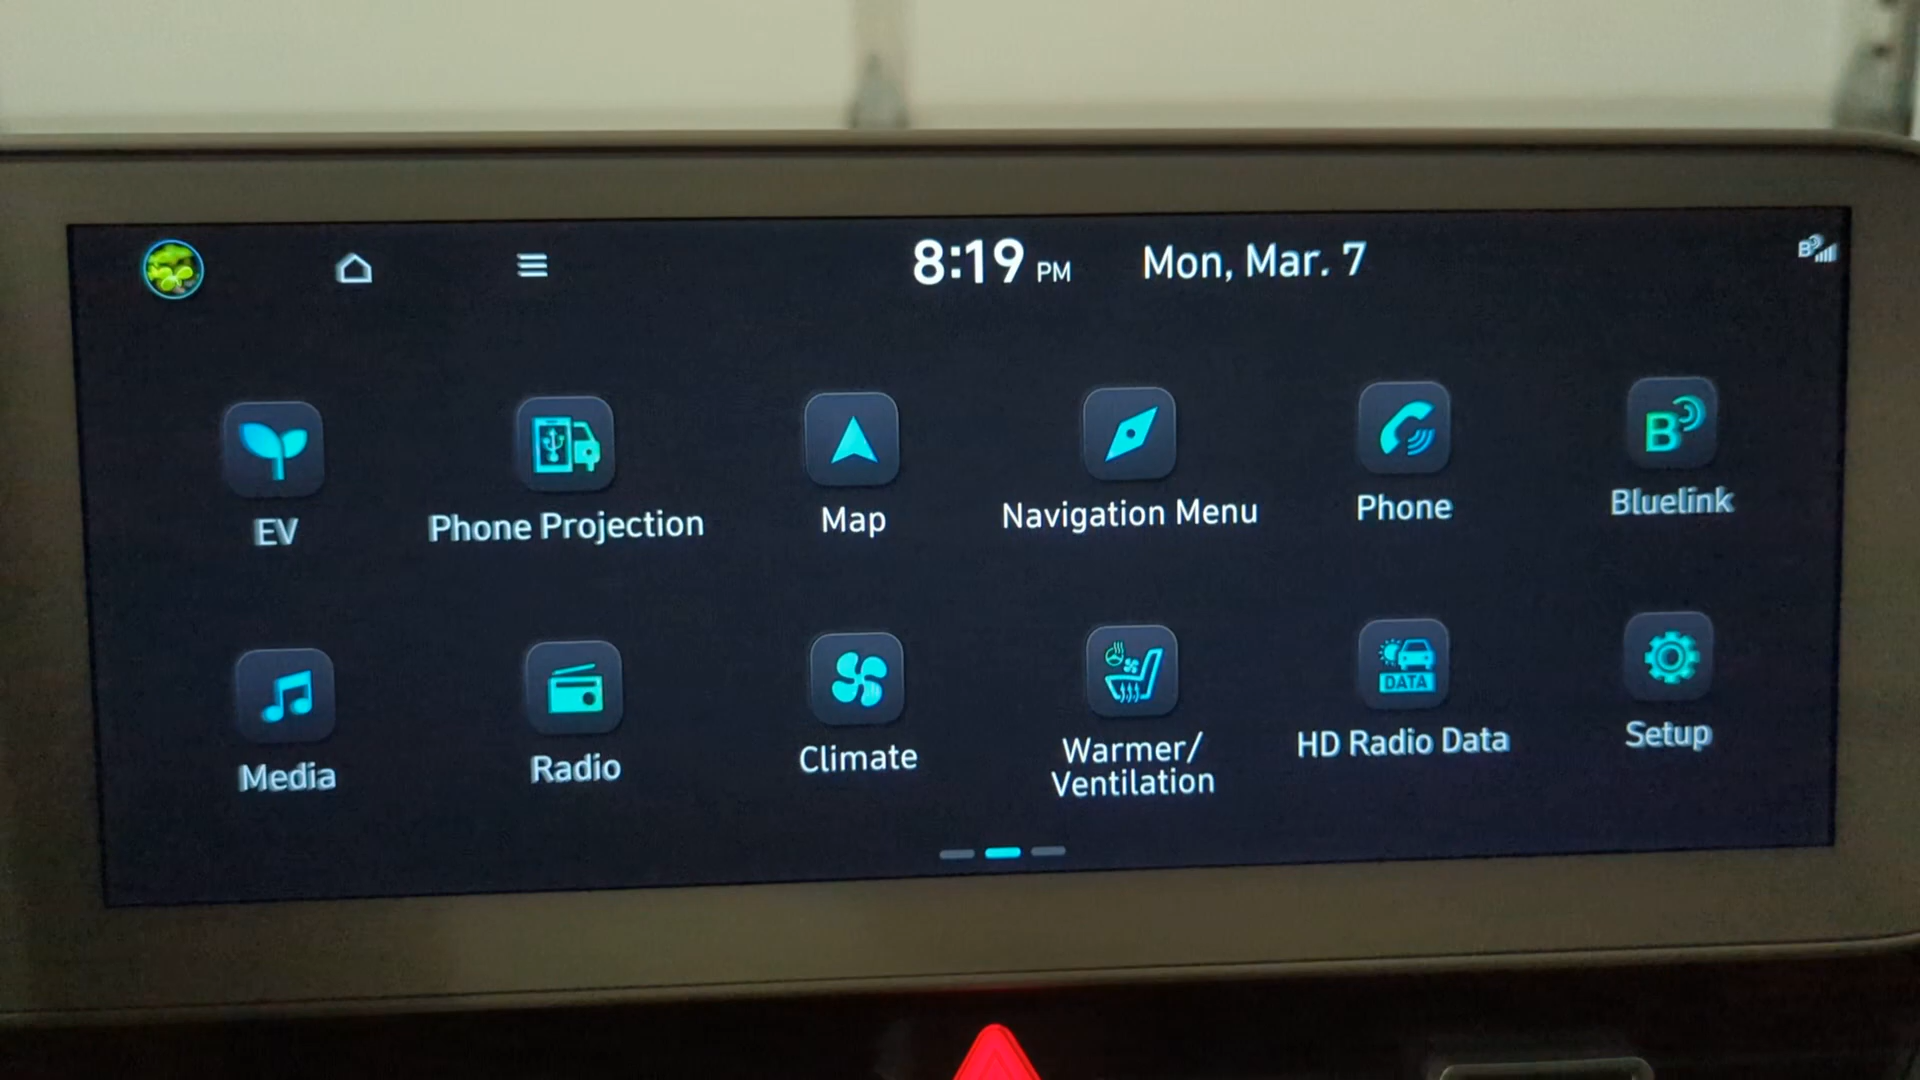 8:19 PM Mon, Mar. 7
B
EV
Phone Projection
Map
Navigation Menu
Phone
B
Bluelink
Media
Radio
Climate
Warmer/
Ventilation
DATA
HD Radio Data
Setup